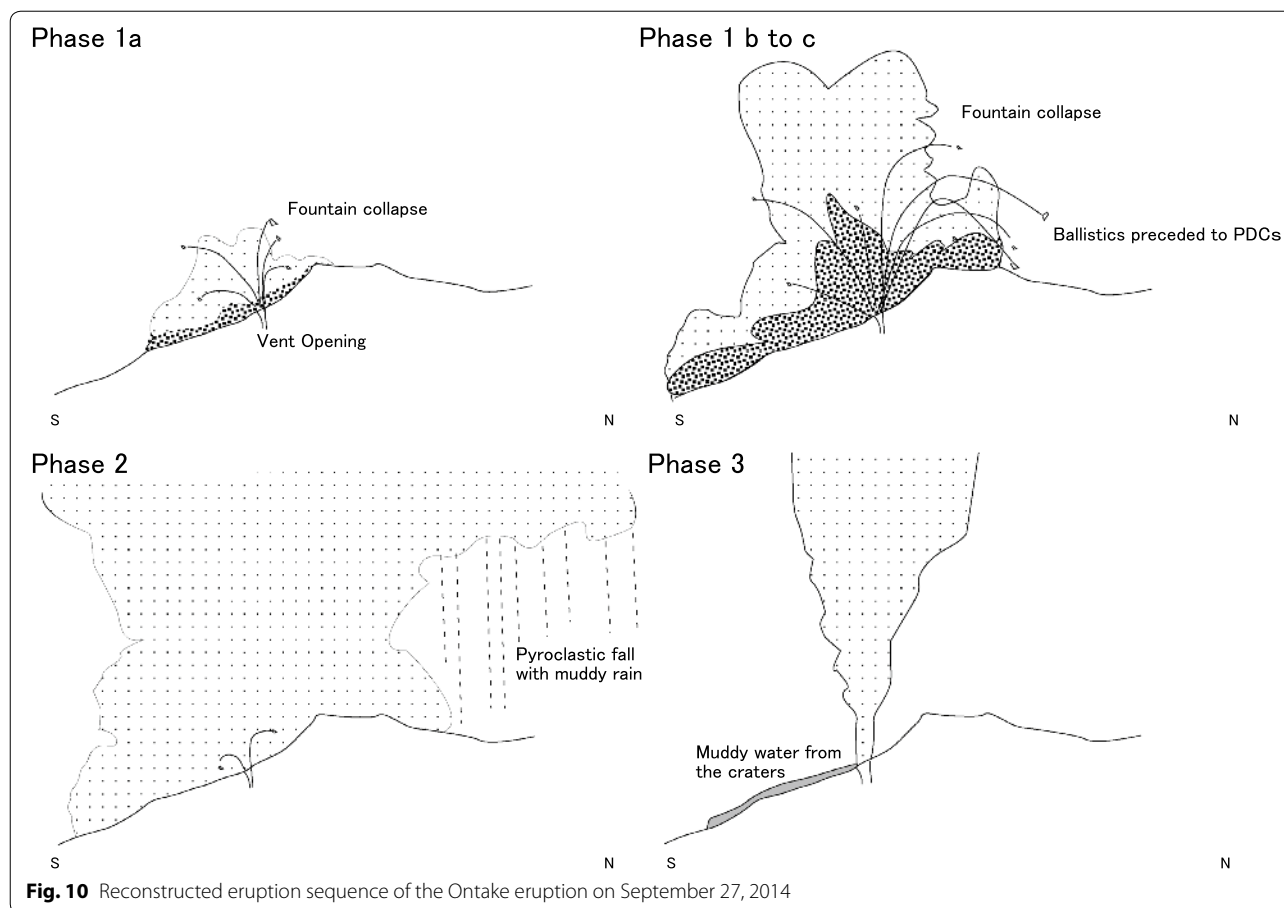 Phase 1a
Fountain collapse
Vent Opening
S
N
Phase 1 b to c
Fountain collapse
Ballistics preceded to PDCs
S
N
Phase 2
Pyroclastic fall
with muddy rain
S
N
Phase 3
Muddy water from
the craters
S
N
Fig. 10 Reconstructed eruption sequence of the Ontake eruption on September 27, 2014